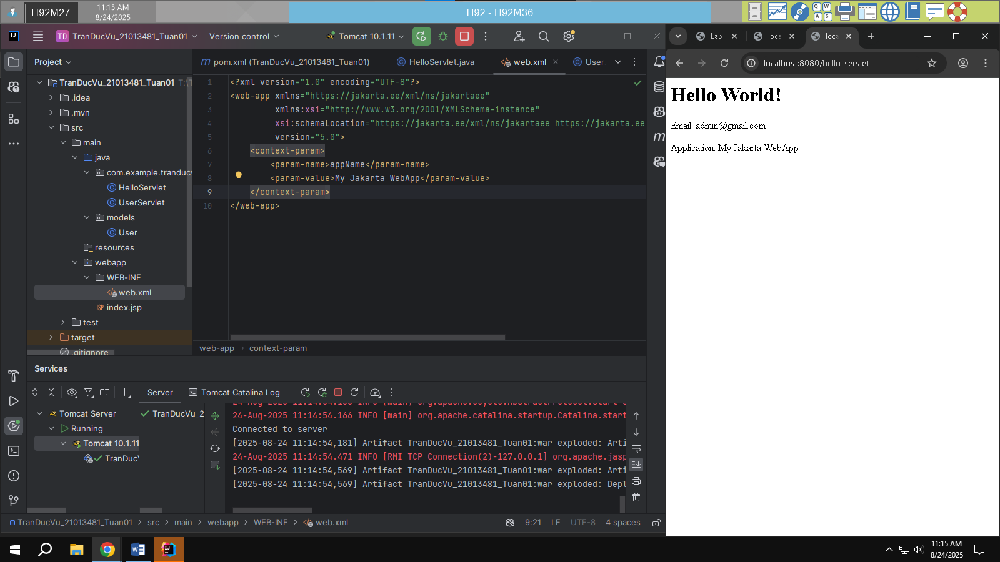 H92M27
11:15 AM
8/24/2025
H92 - H92M36
Q W
A S
TD TranDucVu_21013481_Tuan01
Version control
Tomcat 10.1.11
Project
TranDucVu_21013481_Tuan01 T:\T
.idea
.mvn
src
main
java
com.example.tranducv
HelloServlet
UserServlet
models
User
resources
webapp
WEB-INF
web.xml
JSP index.jsp
test
target
.gitignore
m pom.xml (TranDucVu_21013481_Tuan01)
HelloServlet.java
web.xml
User
1 <?xml version="1.0" encoding="UTF-8"?>
2 <web-app xmlns="https://jakarta.ee/xml/ns/jakartaee"
3 xmlns:xsi="http://www.w3.org/2001/XMLSchema-instance"
4 xsi:schemaLocation="https://jakarta.ee/xml/ns/jakartaee https://jakarta.ee/
5 version="5.0">
6 <context-param>
7 <param-name>appName</param-name>
8 <param-value>My Jakarta WebApp</param-value>
9 </context-param>
10 </web-app>
web-app > context-param
Services
Server
Tomcat Catalina Log
Tomcat Server
Running
Tomcat 10.1.11
TranDuc
TranDucVu_2
24-Aug-2025 11:14:54.166 INFO [main] org.apache.catalina.startup.Catalina.start
Connected to server
[2025-08-24 11:14:54,181] Artifact TranDucVu_21013481_Tuan01:war exploded: Arti
24-Aug-2025 11:14:54.471 INFO [RMI TCP Connection(2)-127.0.0.1] org.apache.jasp
[2025-08-24 11:14:54,569] Artifact TranDucVu_21013481_Tuan01:war exploded: Arti
[2025-08-24 11:14:54,569] Artifact TranDucVu_21013481_Tuan01:war exploded: Depl
TranDucVu_21013481_Tuan01 > src > main > webapp > WEB-INF > web.xml
9:21 LF UTF-8 4 spaces
Lab
loca
loca
localhost:8080/hello-servlet
Hello World!
Email: admin@gmail.com
Application: My Jakarta WebApp
11:15 AM
8/24/2025